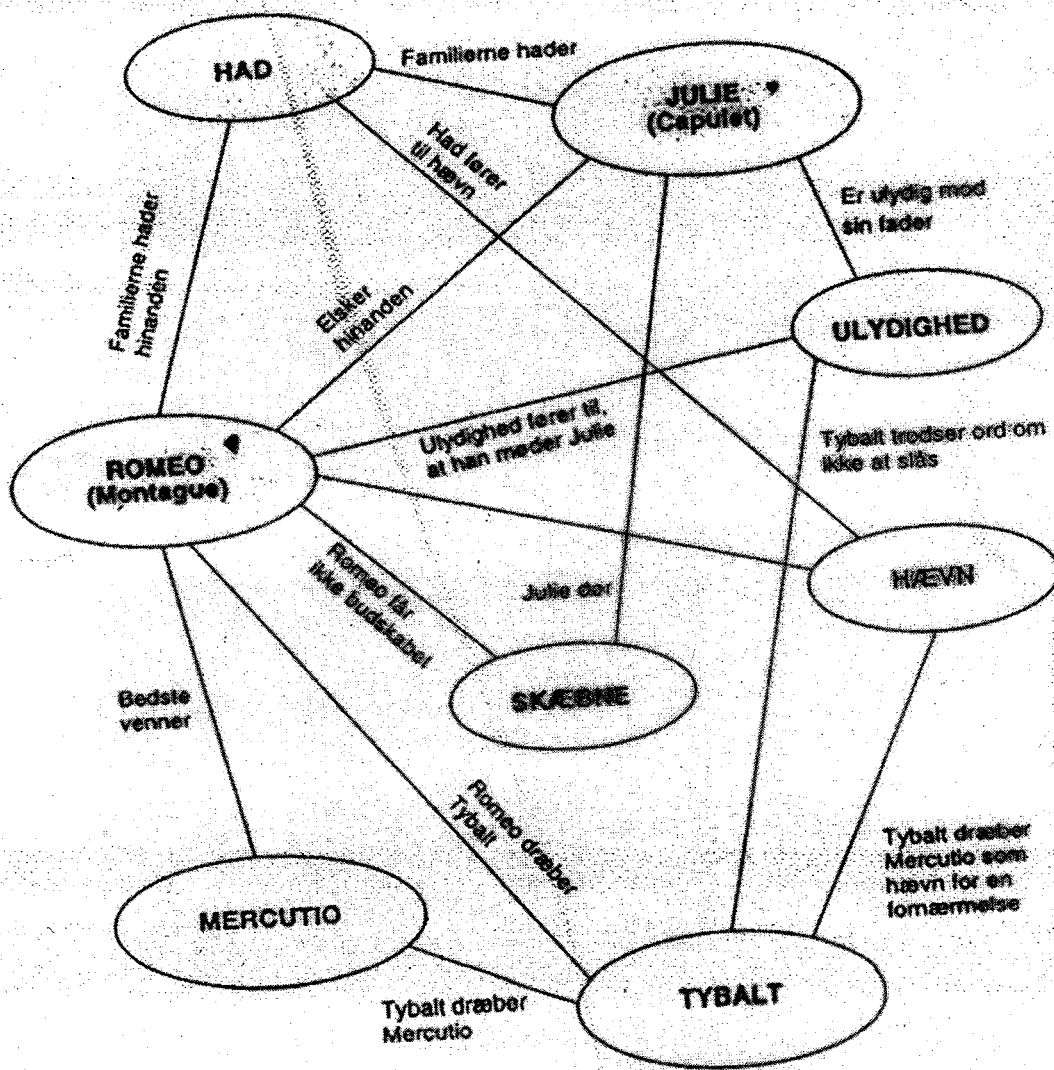 HAD
Familierne hader
JULIE
(Capulet)
Had fører
til hævn
Er ulydig mod
sin fader
Familierne hader
hinanden
Elsker
hinanden
ULYDIGHED
Ulydighed fører til,
at han møder Julie
Tybalt trodser ord om
ikke at slås
ROMEO
(Montague)
HÆVN
Romeo får
ikke budskabet
Julie dør
SKÆBNE
Bedste
venner
Romeo dræber
Tybalt
Tybalt dræber
Mercutio som
hævn for en
fornærmelse
MERCUTIO
TYBALT
Tybalt dræber
Mercutio